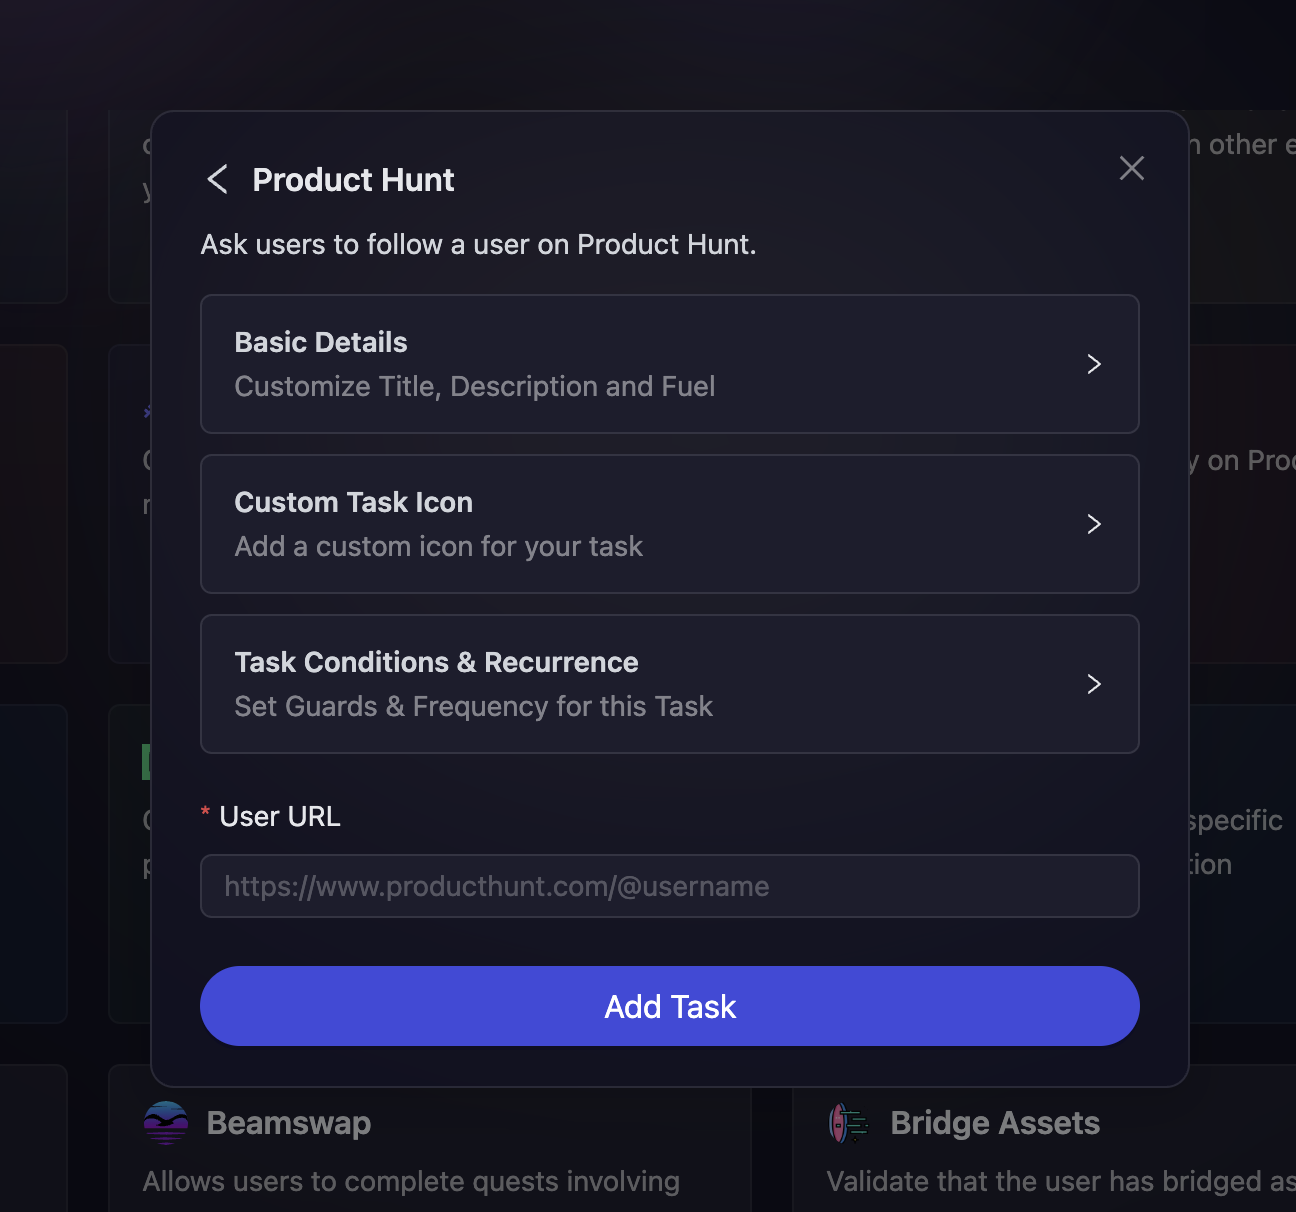 n other e
Product Hunt
Ask users to follow a user on Product Hunt.
Basic Details
Customize Title, Description and Fuel
y on Proc
Custom Task Icon
Add a custom icon for your task
Task Conditions & Recurrence
Set Guards & Frequency for this Task
* User URL
specific
https://www.producthunt.com/@username
tion
Add Task
Beamswap
Bridge Assets
Allows users to complete quests involving
Validate that the user has bridged as